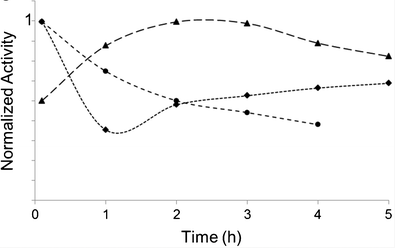 Normalized Activity
1
0 1 2 3 4 5
Time (h)